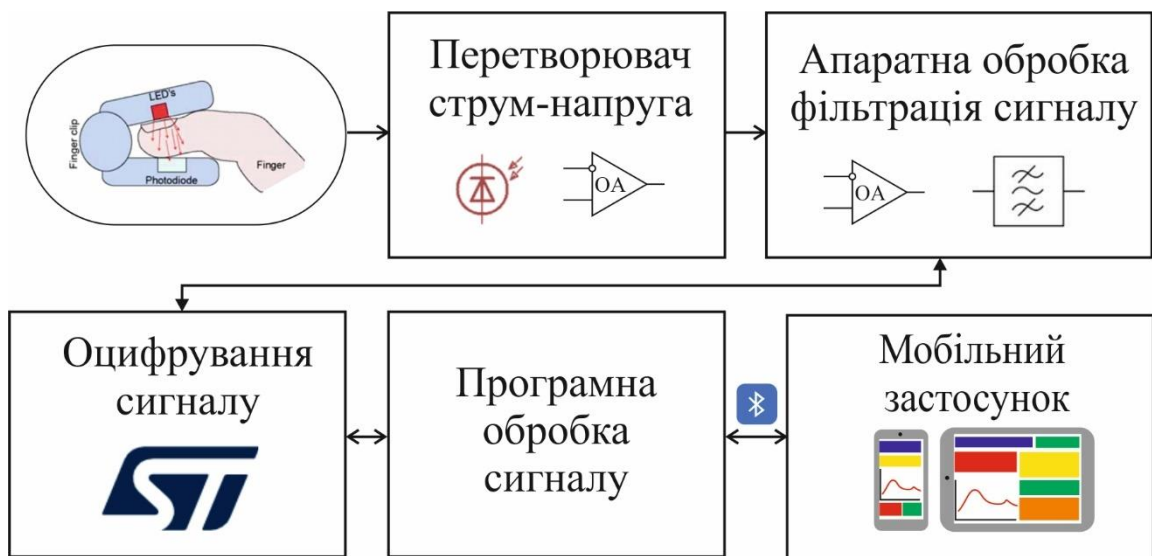 LED's
Finger clip
Finger
Photodiode
Перетворювач
струм-напруга
OA
Апаратна обробка
фільтрація сигналу
OA
Оцифрування
сигналу
ST
Програмна
обробка
сигналу
Мобільний
застосунок